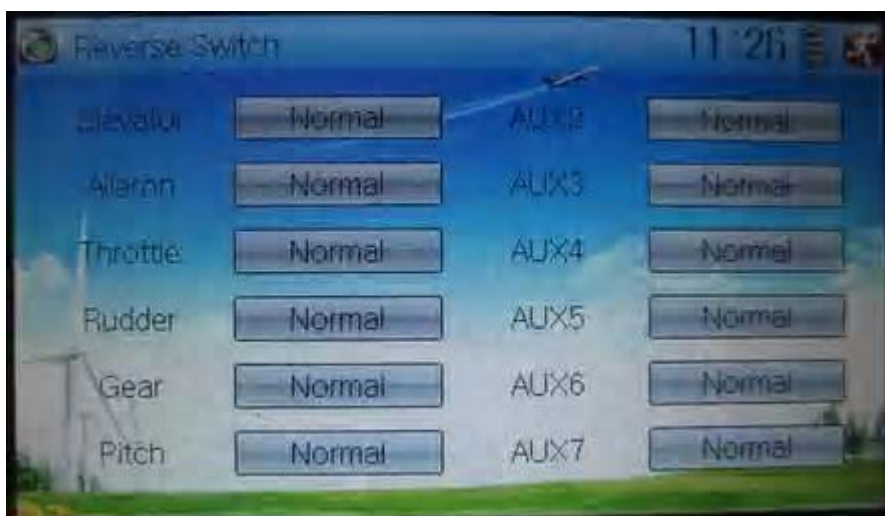 Reverse Switch 11:26
Elevator Normal AUX2 Normal
Aileron Normal AUX3 Normal
Throttle Normal AUX4 Normal
Rudder Normal AUX5 Normal
Gear Normal AUX6 Normal
Pitch Normal AUX7 Normal